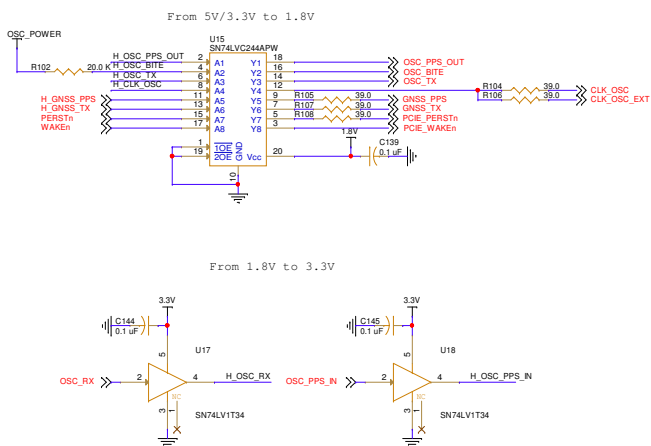 From 5V/3.3V to 1.8V
OSC_POWER
U15
SN74LVC244APW
R102 20.0 K
H_OSC_PPS_OUT 2 A1 Y1 18 OSC_PPS_OUT
H_OSC_BITE 4 A2 Y2 16 OSC_BITE
H_OSC_TX 6 A3 Y3 14 OSC_TX
H_CLK_OSC 8 A4 Y4 12 R104 39.0 CLK_OSC
H_GNSS_PPS 11 A5 Y5 9 R105 39.0 GNSS_PPS R106 39.0 CLK_OSC_EXT
H_GNSS_TX 13 A6 Y6 7 R107 39.0 GNSS_TX
PERSTn 15 A7 Y7 5 R108 39.0 PCIE_PERSTn
WAKEn 17 A8 Y8 3 PCIE_WAKEn
1.8V
1 1OE
19 2OE GND Vcc 20 C139
0.1 uF
10
From 1.8V to 3.3V
3.3V 3.3V
C144 C145
0.1 uF 0.1 uF
5 U17 5 U18
OSC_RX 2 4 H_OSC_RX OSC_PPS_IN 2 4 H_OSC_PPS_IN
NC NC
3 1 SN74LV1T34 3 1 SN74LV1T34